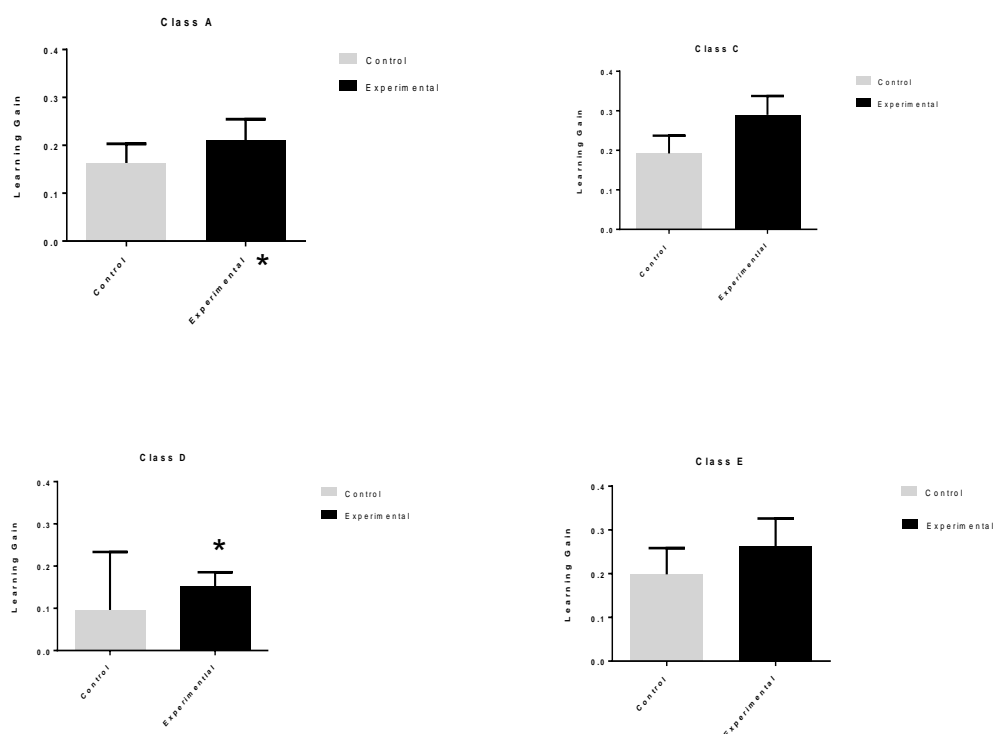 Class A
0.4
0.3
0.2
0.1
0.0
Learning Gain
Control
Experimental
*
Control
Experimental
Class C
0.4
0.3
0.2
0.1
0.0
Learning Gain
Control
Experimential
Control
Experimental
Class D
0.4
0.3
0.2
0.1
0.0
Learning Gain
*
Control
Experimential
Control
Experimental
Class E
0.4
0.3
0.2
0.1
0.0
Learning Gain
Control
Experimental
Control
Experimental